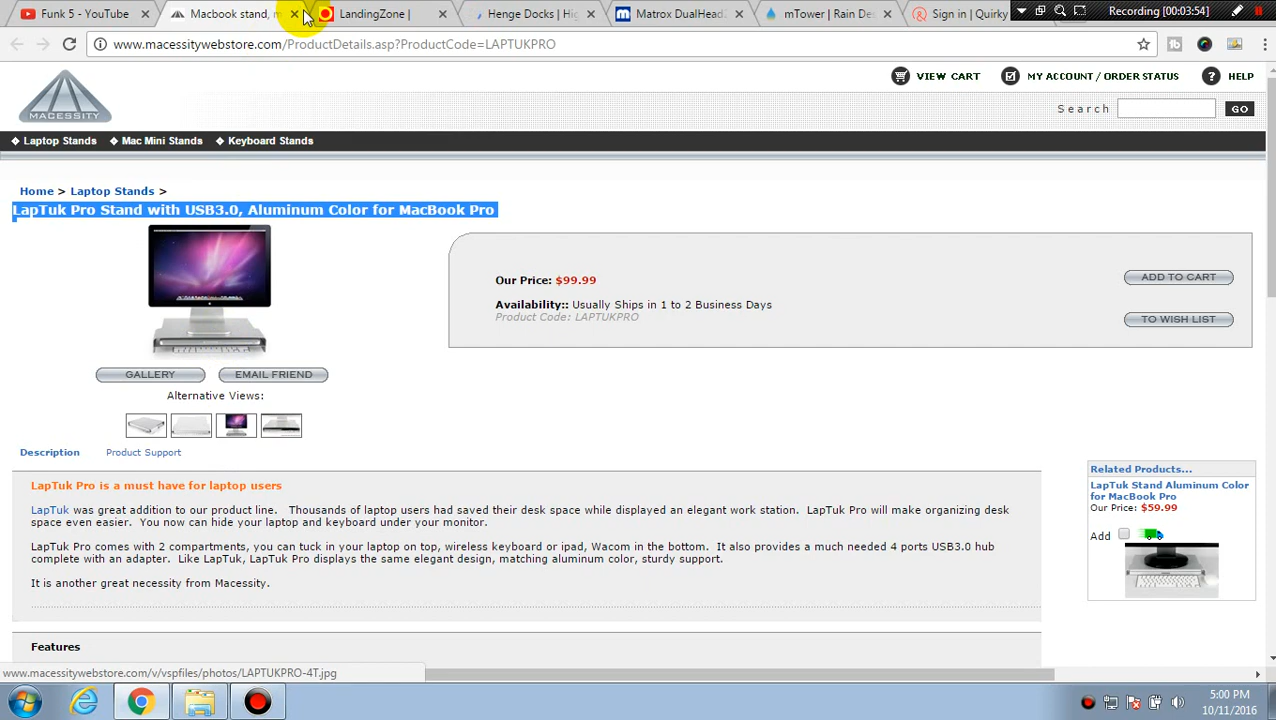 Funk 5 - YouTube
Macbook stand, m
LandingZone |
Henge Docks | Hi
Matrox DualHead
mTower | Rain De
Sign in | Quirky
Recording [00:03:54]
www.macessitywebstore.com/ProductDetails.asp?ProductCode=LAPTUKPRO
MACESSITY
VIEW CART
MY ACCOUNT / ORDER STATUS
HELP
Search
GO
Laptop Stands
Mac Mini Stands
Keyboard Stands
Home > Laptop Stands >
LapTuk Pro Stand with USB3.0, Aluminum Color for MacBook Pro
Our Price: $99.99
ADD TO CART
Availability:: Usually Ships in 1 to 2 Business Days
Product Code: LAPTUKPRO
TO WISH LIST
GALLERY
EMAIL FRIEND
Alternative Views:
Description
Product Support
LapTuk Pro is a must have for laptop users
LapTuk was great addition to our product line. Thousands of laptop users had saved their desk space while displayed an elegant work station. LapTuk Pro will make organizing desk
space even easier. You now can hide your laptop and keyboard under your monitor.
LapTuk Pro comes with 2 compartments, you can tuck in your laptop on top, wireless keyboard or ipad, Wacom in the bottom. It also provides a much needed 4 ports USB3.0 hub
complete with an adapter. Like LapTuk, LapTuk Pro displays the same elegant design, matching aluminum color, sturdy support.
It is another great necessity from Macessity.
Features
Related Products...
LapTuk Stand Aluminum Color
for MacBook Pro
Our Price: $59.99
Add
www.macessitywebstore.com/v/vspfiles/photos/LAPTUKPRO-4T.jpg
5:00 PM
10/11/2016